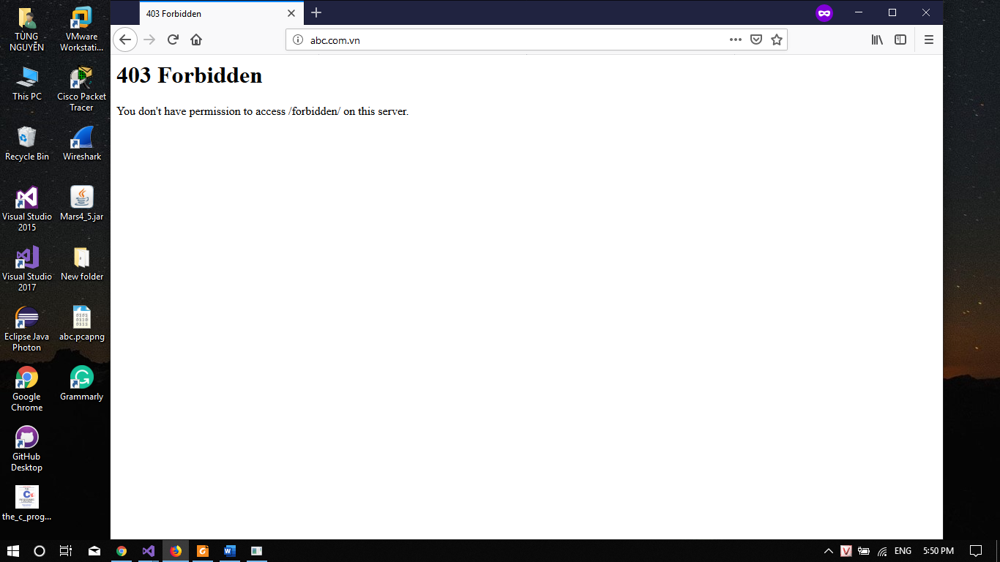 TÙNG
NGUYỄN
VMware
Workstati...
This PC
Cisco Packet
Tracer
Recycle Bin
Wireshark
Visual Studio
2015
Mars4_5.jar
Visual Studio
2017
New folder
Eclipse Java
Photon
abc.pcapng
Google
Chrome
Grammarly
GitHub
Desktop
the_c_prog...
403 Forbidden
abc.com.vn
403 Forbidden
You don't have permission to access /forbidden/ on this server.
ENG
5:50 PM